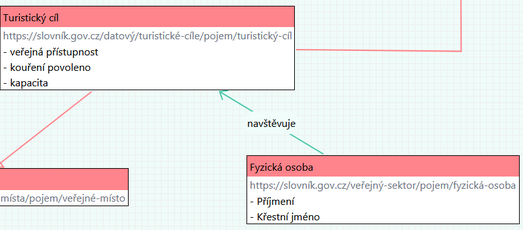 Turistický cíl
https://slovník.gov.cz/datový/turistické-cíle/pojem/turistický-cíl
- veřejná přístupnost
- kouření povoleno
- kapacita
navštěvuje
Fyzická osoba
https://slovník.gov.cz/veřejný-sektor/pojem/fyzická-osoba
- Příjmení
- Křestní jméno
místa/pojem/veřejné-místo